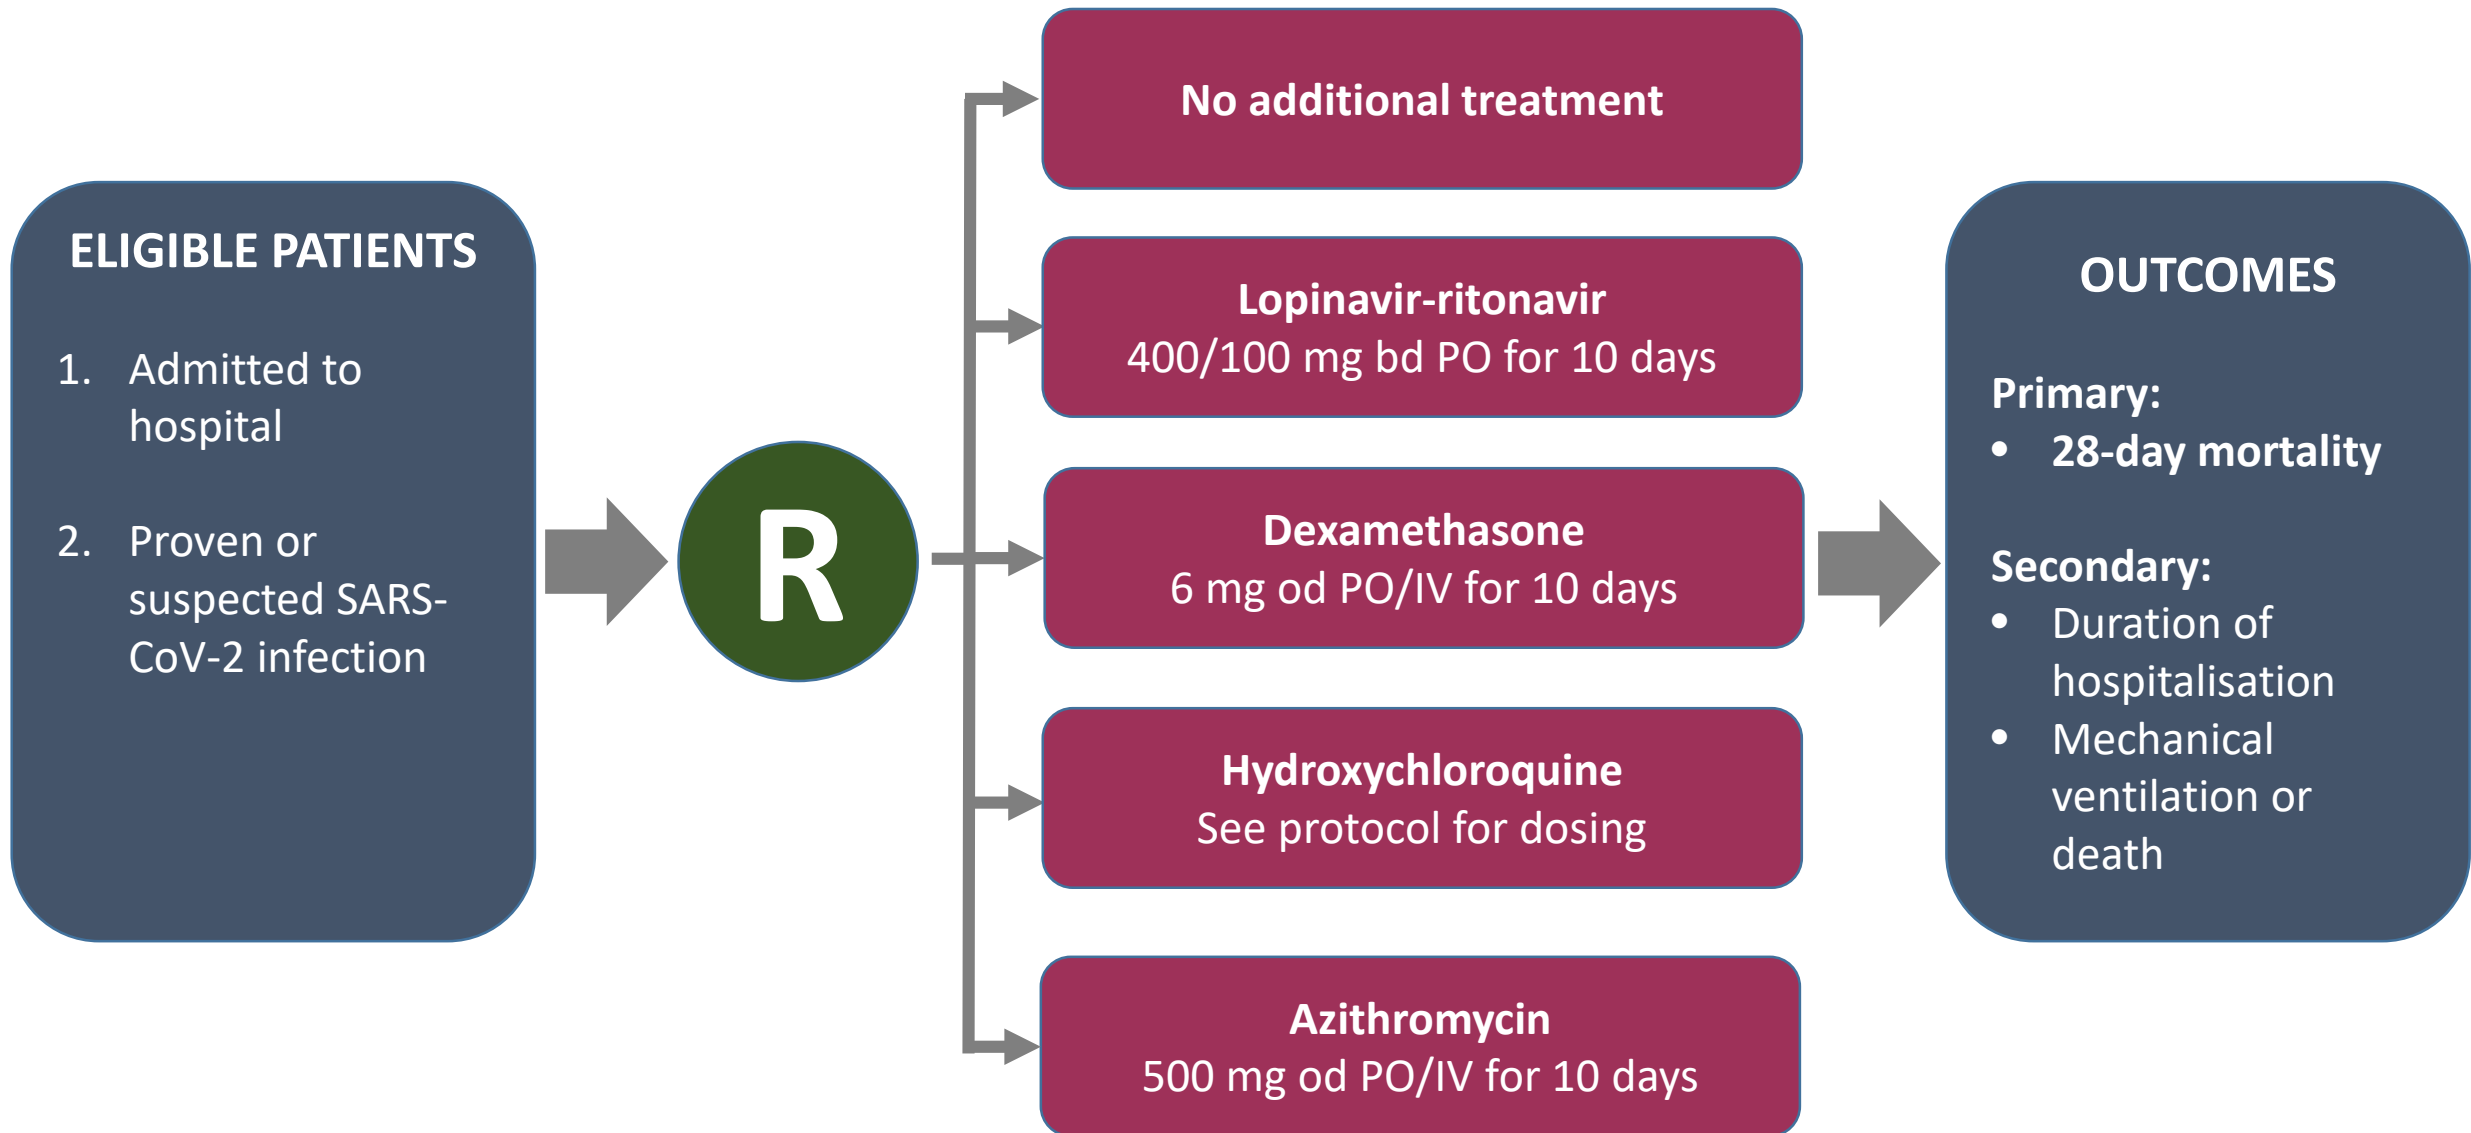 ELIGIBLE PATIENTS
1. Admitted to
hospital
2. Proven or
suspected SARS-
CoV-2 infection
R
No additional treatment
Lopinavir-ritonavir
400/100 mg bd PO for 10 days
Dexamethasone
6 mg od PO/IV for 10 days
Hydroxychloroquine
See protocol for dosing
Azithromycin
500 mg od PO/IV for 10 days
OUTCOMES
Primary:
• 28-day mortality
Secondary:
• Duration of
hospitalisation
• Mechanical
ventilation or
death